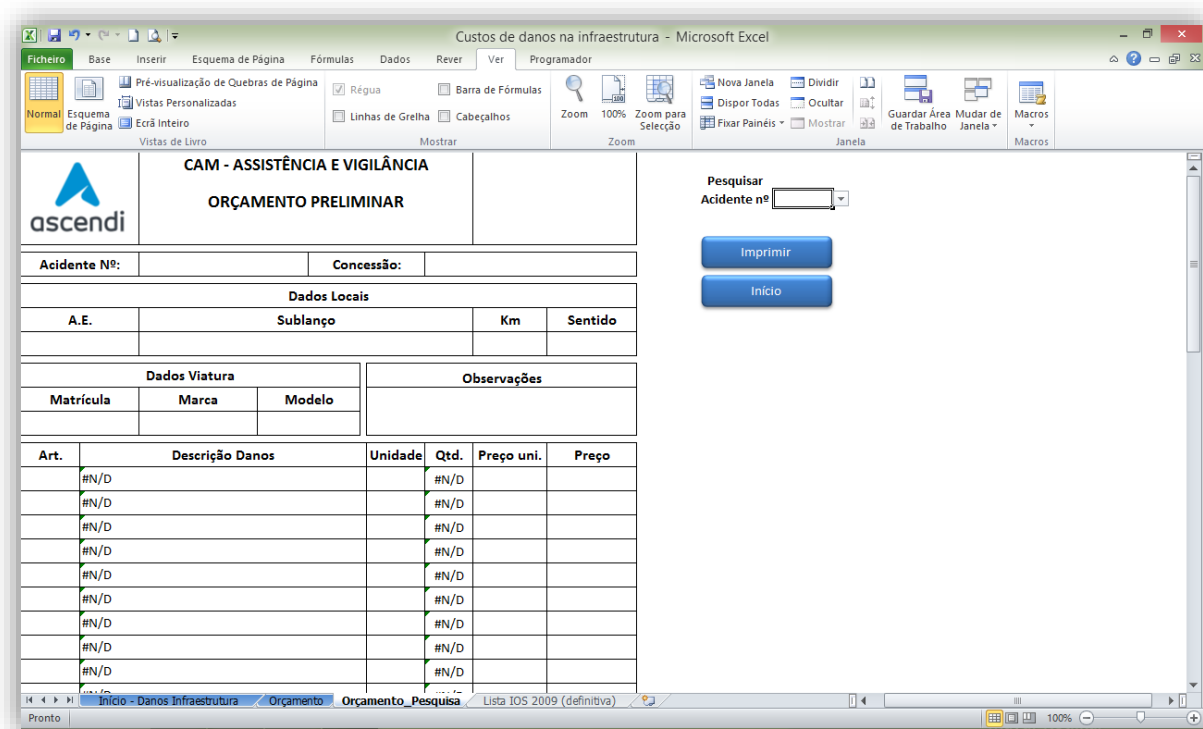 Custos de danos na infraestrutura - Microsoft Excel
Ficheiro Base Inserir Esquema de Página Fórmulas Dados Rever Ver Programador
Normal
Esquema de Página
Pré-visualização de Quebras de Página
Vistas Personalizadas
Ecrã Inteiro
Vistas de Livro
Régua
Barra de Fórmulas
Linhas de Grelha
Cabeçalhos
Mostrar
Zoom
100%
Zoom para Selecção
Zoom
Nova Janela
Dispor Todas
Fixar Painéis
Dividir
Ocultar
Mostrar
Guardar Área de Trabalho
Mudar de Janela
Janela
Macros
Macros
ascendi
CAM - ASSISTÊNCIA E VIGILÂNCIA
ORÇAMENTO PRELIMINAR
Pesquisar
Acidente nº
Imprimir
Início
Acidente Nº: Concessão:
Dados Locais
A.E. Sublanço Km Sentido
Dados Viatura Observações
Matrícula Marca Modelo
Art. Descrição Danos Unidade Qtd. Preço uni. Preço
#N/D #N/D
#N/D #N/D
#N/D #N/D
#N/D #N/D
#N/D #N/D
#N/D #N/D
#N/D #N/D
#N/D #N/D
#N/D #N/D
Início - Danos Infraestrutura Orçamento Orçamento_Pesquisa Lista IOS 2009 (definitiva)
Pronto 100%